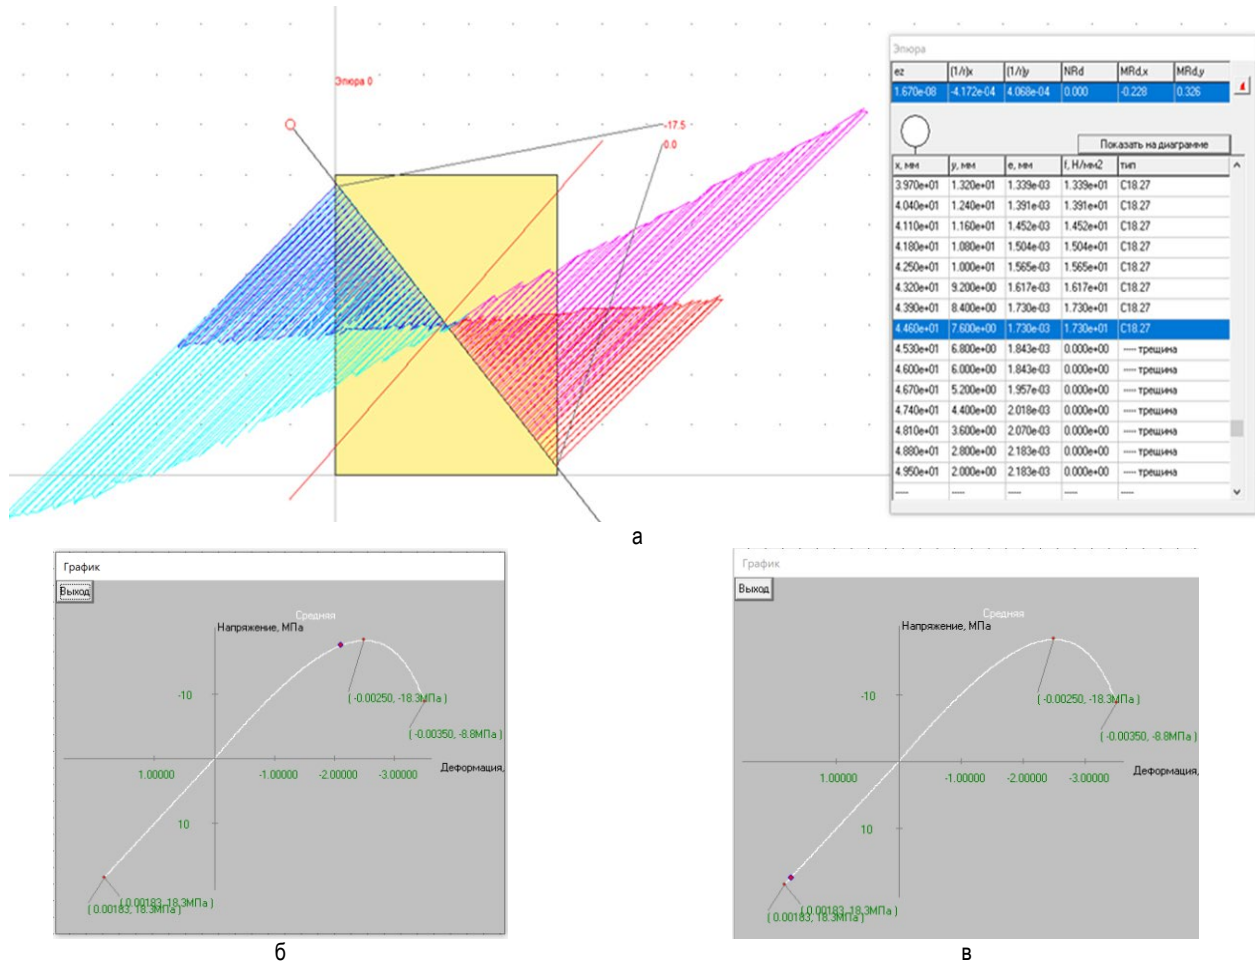 Эпюра 0
-17.5
0.0
Эпюра
ez (1/r)x (1/r)y NRd MRd,x MRd,y
1.670e-08 -4.172e-04 4.068e-04 0.000 -0.228 0.326
Показать на диаграмме
x, мм y, мм e, мм f, Н/мм2 тип
3.970e+01 1.320e+01 1.339e-03 1.339e+01 C18.27
4.040e+01 1.240e+01 1.391e-03 1.391e+01 C18.27
4.110e+01 1.160e+01 1.452e-03 1.452e+01 C18.27
4.180e+01 1.080e+01 1.504e-03 1.504e+01 C18.27
4.250e+01 1.000e+01 1.565e-03 1.565e+01 C18.27
4.320e+01 9.200e+00 1.617e-03 1.617e+01 C18.27
4.390e+01 8.400e+00 1.730e-03 1.730e+01 C18.27
4.460e+01 7.600e+00 1.730e-03 1.730e+01 C18.27
4.530e+01 6.800e+00 1.843e-03 0.000e+00 ---- трещина
4.600e+01 6.000e+00 1.843e-03 0.000e+00 ---- трещина
4.670e+01 5.200e+00 1.957e-03 0.000e+00 ---- трещина
4.740e+01 4.400e+00 2.018e-03 0.000e+00 ---- трещина
4.810e+01 3.600e+00 2.070e-03 0.000e+00 ---- трещина
4.880e+01 2.800e+00 2.183e-03 0.000e+00 ---- трещина
4.950e+01 2.000e+00 2.183e-03 0.000e+00 ---- трещина
---- ---- ---- ---- ----
а
График
Выход
Средняя
Напряжение, МПа
-10
( -0.00250, -18.3МПа )
( -0.00350, -8.8МПа )
Деформация,
1.00000 -1.00000 -2.00000 -3.00000
10
( 0.00183, 18.3МПа )
( 0.00183, 18.3МПа )
б
График
Выход
Средняя
Напряжение, МПа
-10
( -0.00250, -18.3МПа )
( -0.00350, -8.8МПа )
Деформация,
1.00000 -1.00000 -2.00000 -3.00000
10
( 0.00183, 18.3МПа )
( 0.00183, 18.3МПа )
в